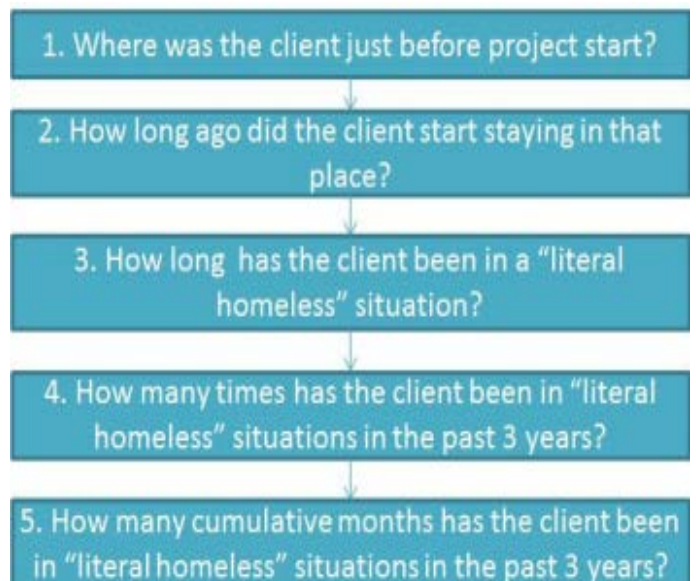 1. Where was the client just before project start?
2. How long ago did the client start staying in that
place?
3. How long has the client been in a “literal
homeless” situation?
4. How many times has the client been in “literal
homeless” situations in the past 3 years?
5. How many cumulative months has the client been
in “literal homeless” situations in the past 3 years?